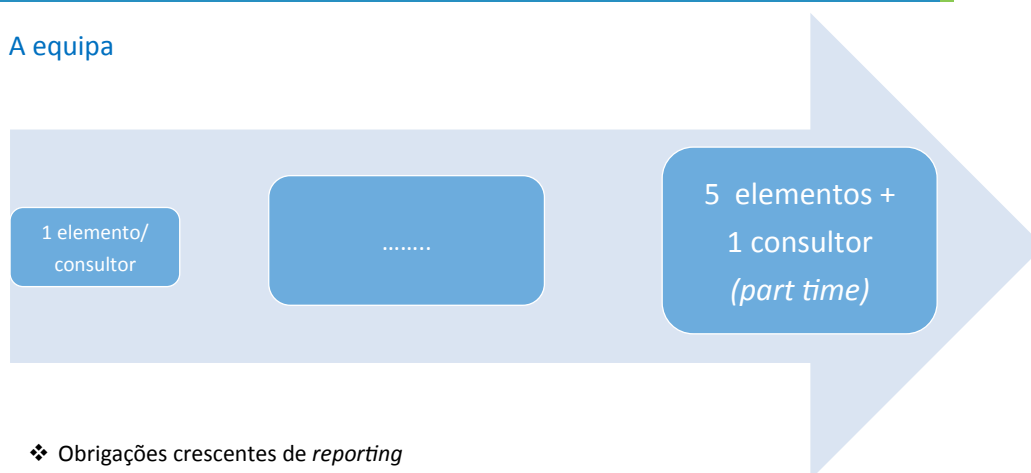 A equipa
1 elemento/
consultor
........
5 elementos +
1 consultor
(part time)
❖ Obrigações crescentes de reporting